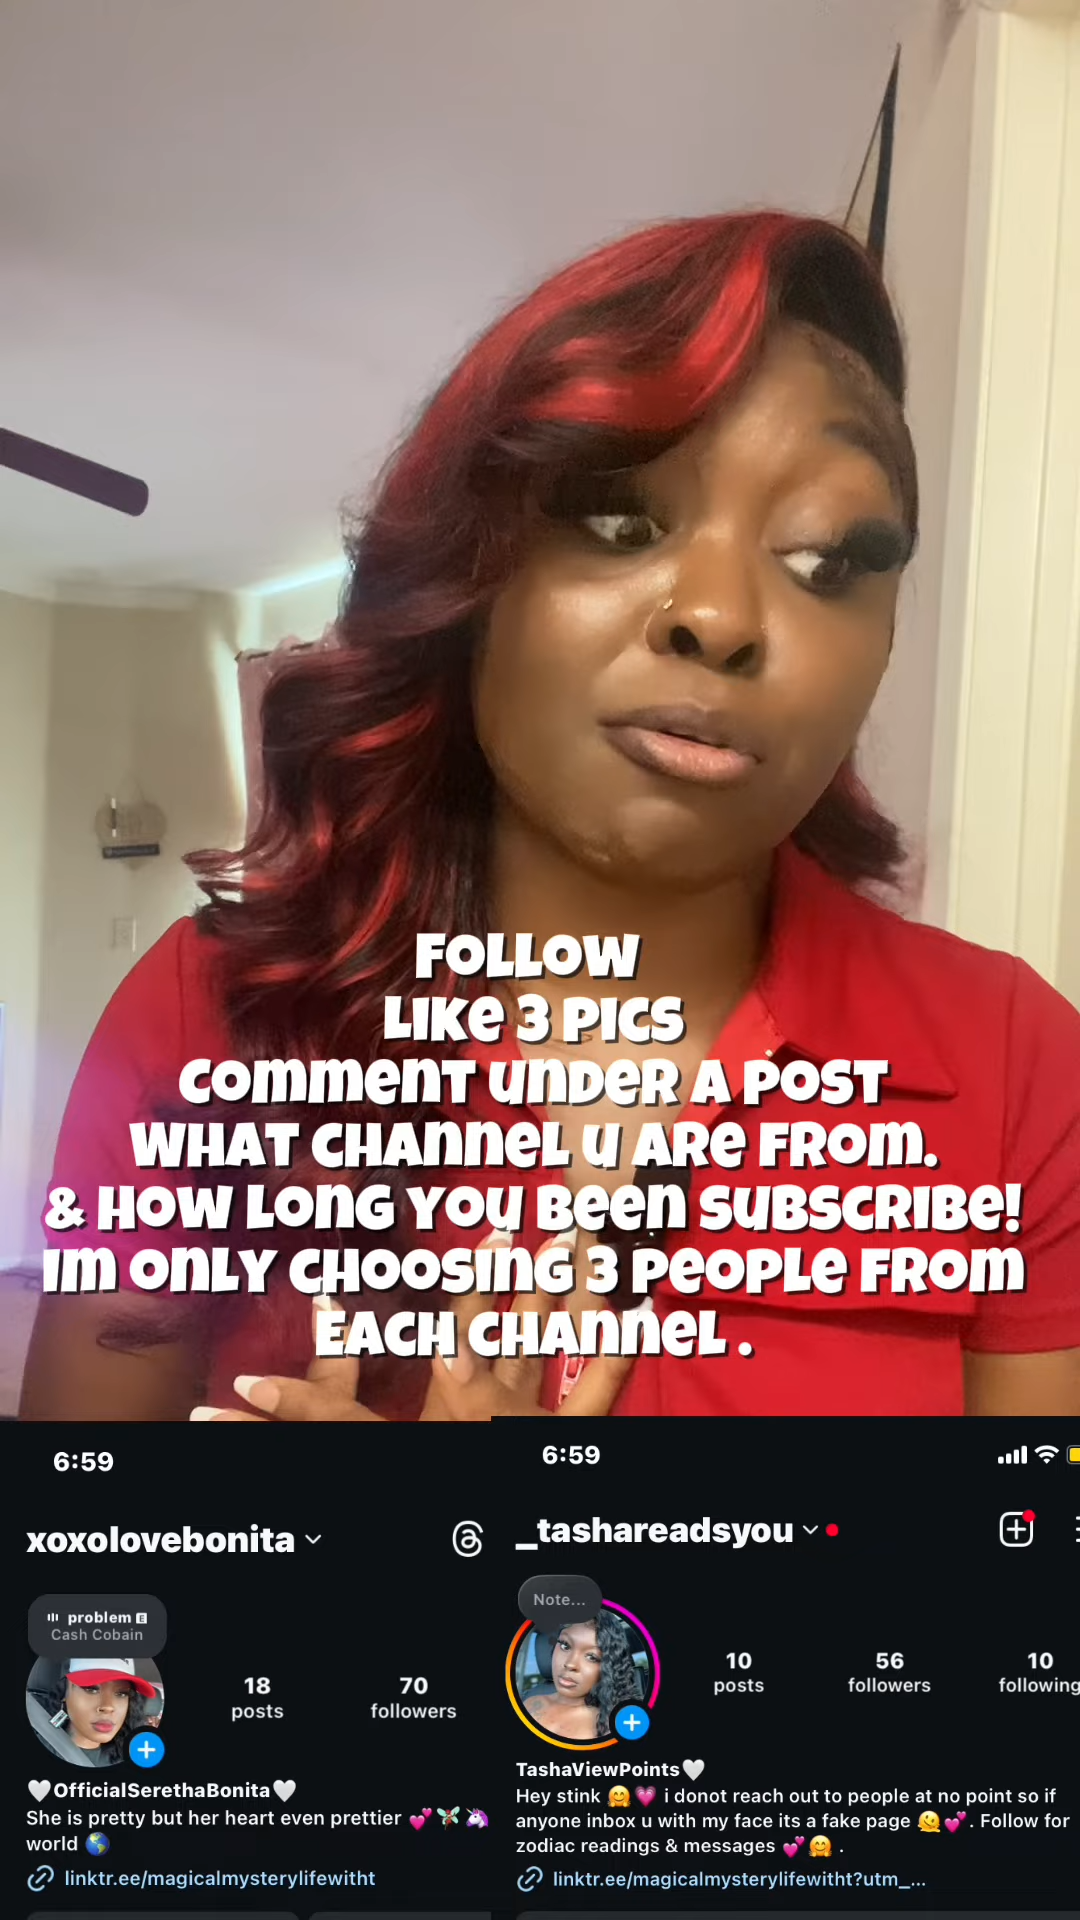 FOLLOW
LIKE 3 PICS
COMMENT UNDER A POST
WHAT CHANNEL U ARE FROM.
& HOW LONG YOU BEEN SUBSCRIBE!
IM ONLY CHOOSING 3 PEOPLE FROM
EACH CHANNEL .
6:59
xoxolovebonita
problem E
Cash Cobain
18
posts
70
followers
🤍OfficialSerethaBonita🤍
She is pretty but her heart even prettier 💕🧚🏾🦄
world 🌎
linktr.ee/magicalmysterylifewitht
6:59
_tashareadsyou
Note...
10
posts
56
followers
10
following
TashaViewPoints🤍
Hey stink 🤗💗 i donot reach out to people at no point so if
anyone inbox u with my face its a fake page 🫠💕. Follow for
zodiac readings & messages 💕🤗 .
linktr.ee/magicalmysterylifewitht?utm_...